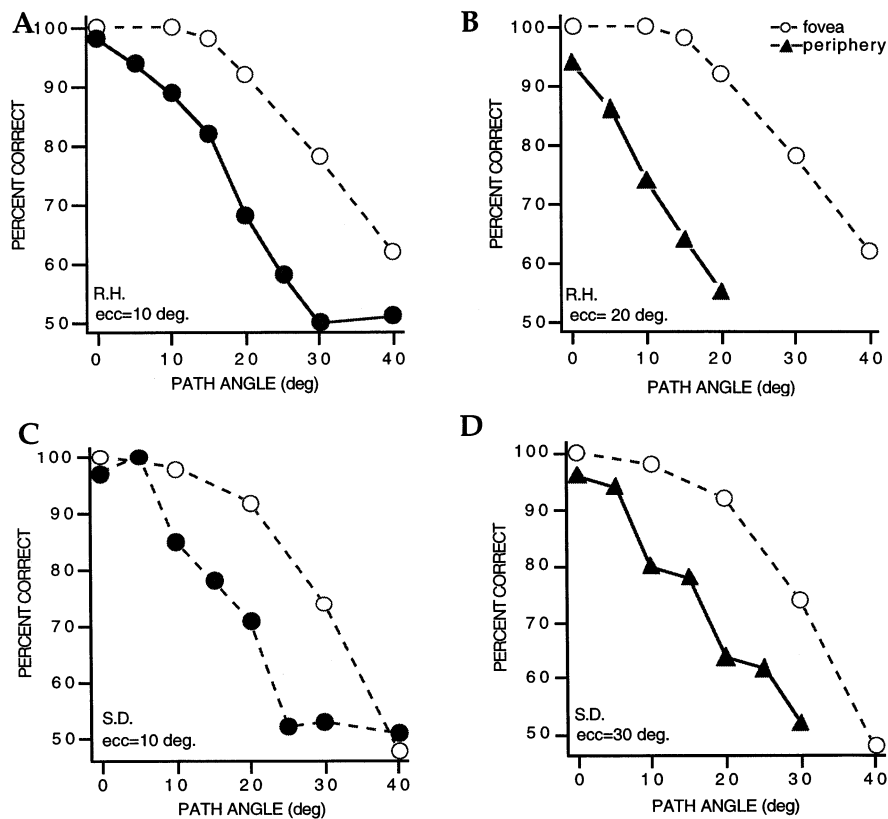 A
100
90
80
70
60
50
PERCENT CORRECT
R.H.
ecc=10 deg.
0 10 20 30 40
PATH ANGLE (deg)
B
fovea
periphery
100
90
80
70
60
50
PERCENT CORRECT
R.H.
ecc= 20 deg.
0 10 20 30 40
PATH ANGLE (deg)
C
100
90
80
70
60
50
PERCENT CORRECT
S.D.
ecc=10 deg.
0 10 20 30 40
PATH ANGLE (deg)
D
100
90
80
70
60
50
PERCENT CORRECT
S.D.
ecc=30 deg.
0 10 20 30 40
PATH ANGLE (deg)